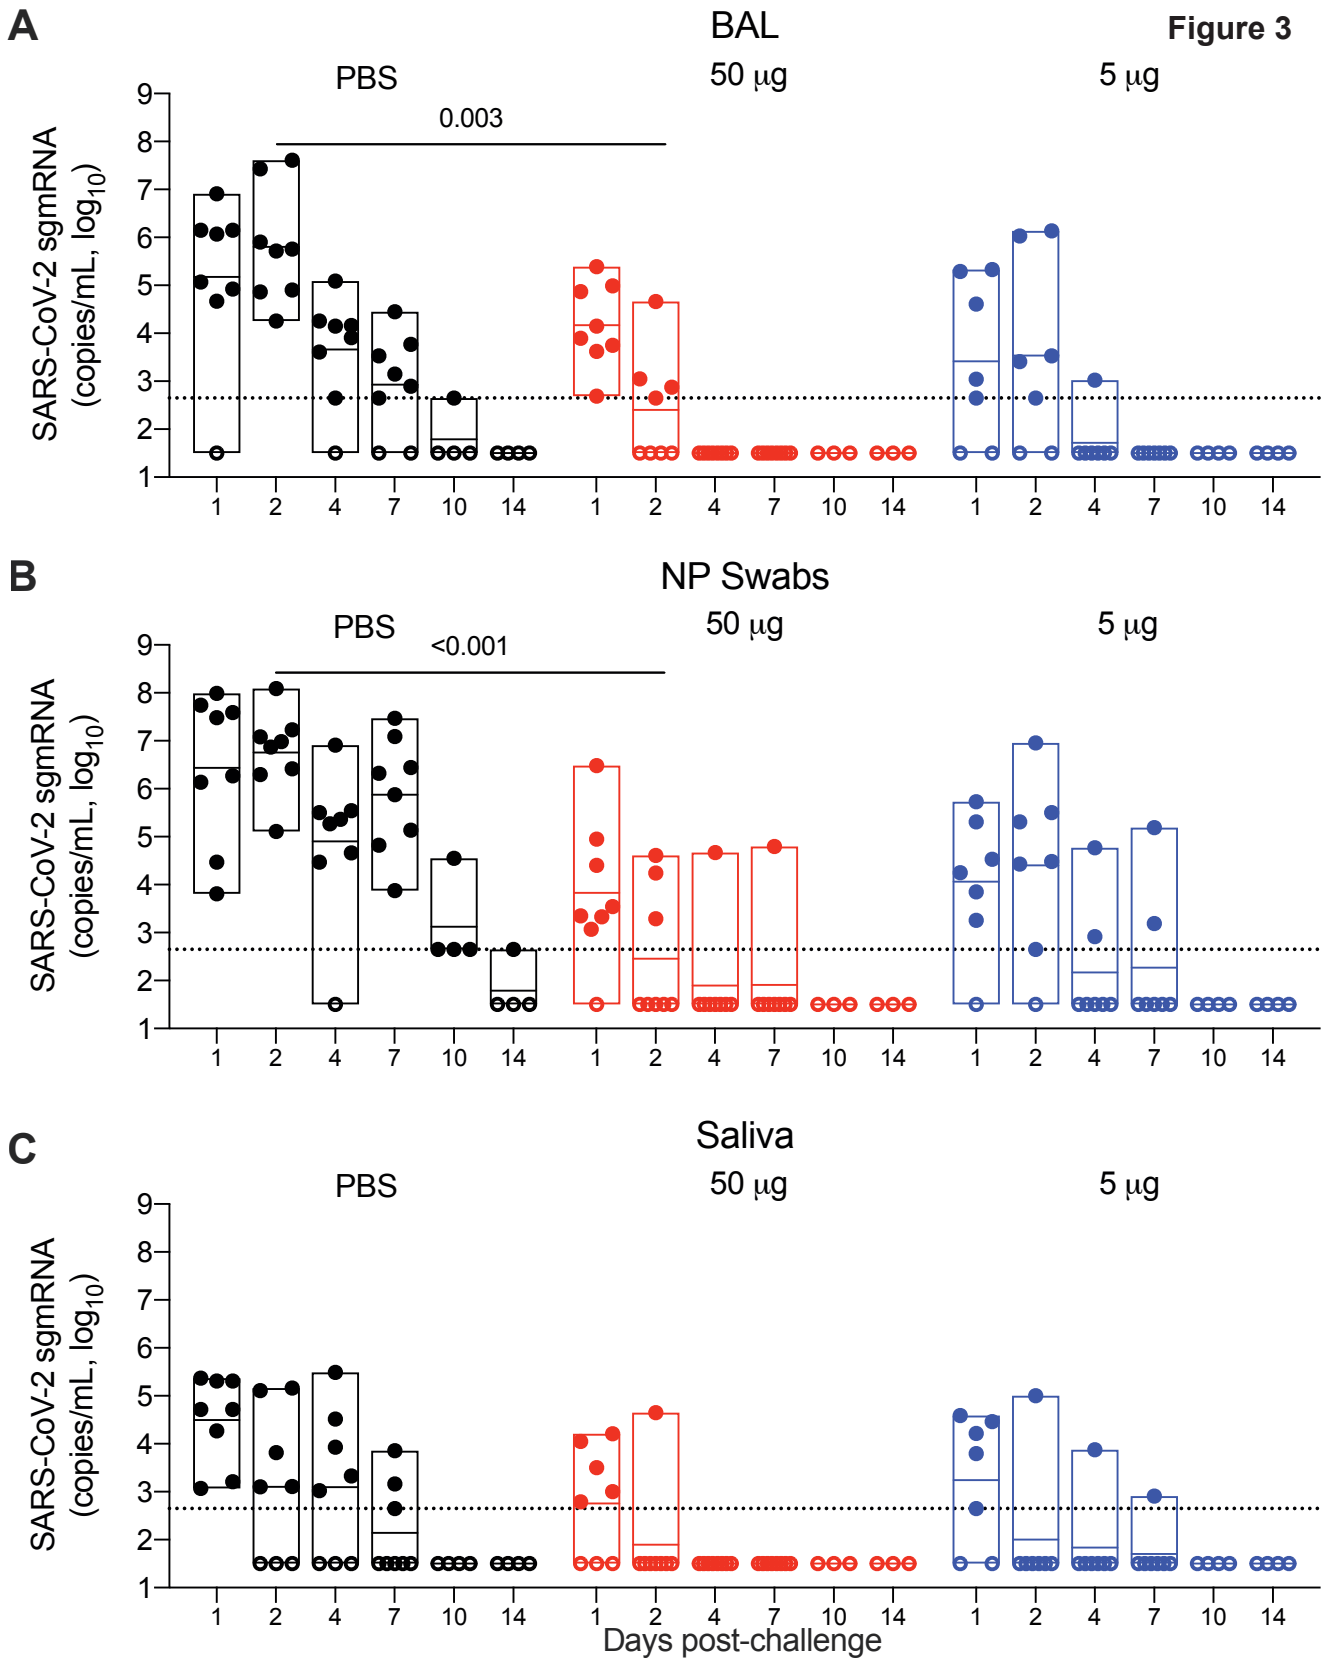 A
BAL
Figure 3
PBS
50 μg
5 μg
0.003
SARS-CoV-2 sgmRNA
(copies/mL, log10)
9
8
7
6
5
4
3
2
1
1 2 4 7 10 14 1 2 4 7 10 14 1 2 4 7 10 14
B
NP Swabs
PBS
50 μg
5 μg
<0.001
SARS-CoV-2 sgmRNA
(copies/mL, log10)
9
8
7
6
5
4
3
2
1
1 2 4 7 10 14 1 2 4 7 10 14 1 2 4 7 10 14
C
Saliva
PBS
50 μg
5 μg
SARS-CoV-2 sgmRNA
(copies/mL, log10)
9
8
7
6
5
4
3
2
1
1 2 4 7 10 14 1 2 4 7 10 14 1 2 4 7 10 14
Days post-challenge